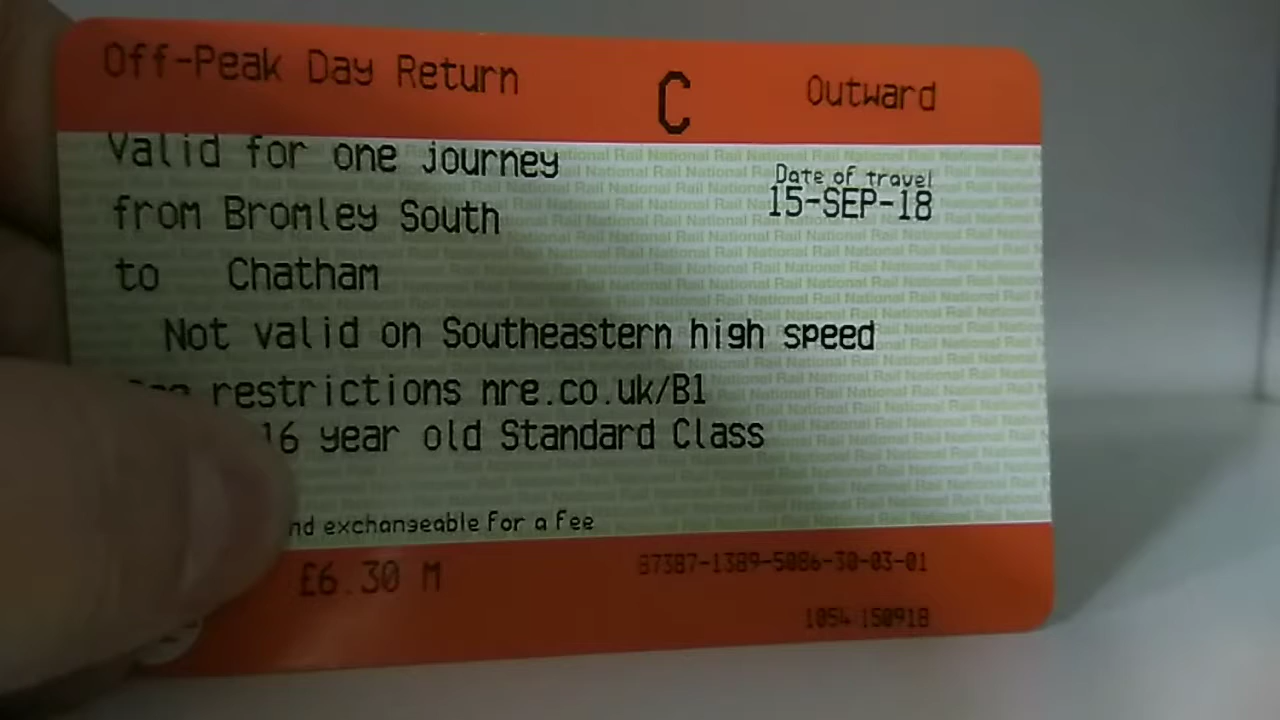 Off-Peak Day Return C Outward
Valid for one journey
Date of travel
from Bromley South 15-SEP-18
to Chatham
Not valid on Southeastern high speed
restrictions nre.co.uk/B1
16 year old Standard Class
exchangeable for a fee
£6.30 M
87387-1389-5086-30-03-01
1054 150918